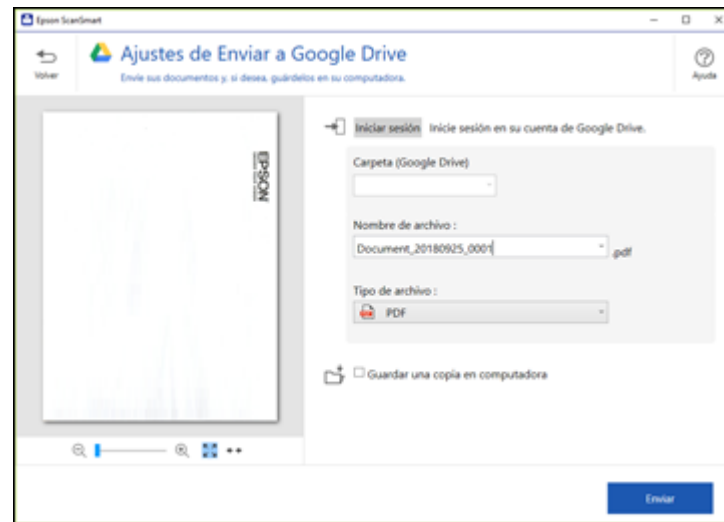 Epson ScanSmart
Volver
Ajustes de Enviar a Google Drive
Envíe sus documentos y, si desea, guárdelos en su computadora.
Ayuda
EPSON
Iniciar sesión Inicie sesión en su cuenta de Google Drive.
Carpeta (Google Drive)
Nombre de archivo :
Document_20180925_0001 .pdf
Tipo de archivo :
PDF
Guardar una copia en computadora
Enviar